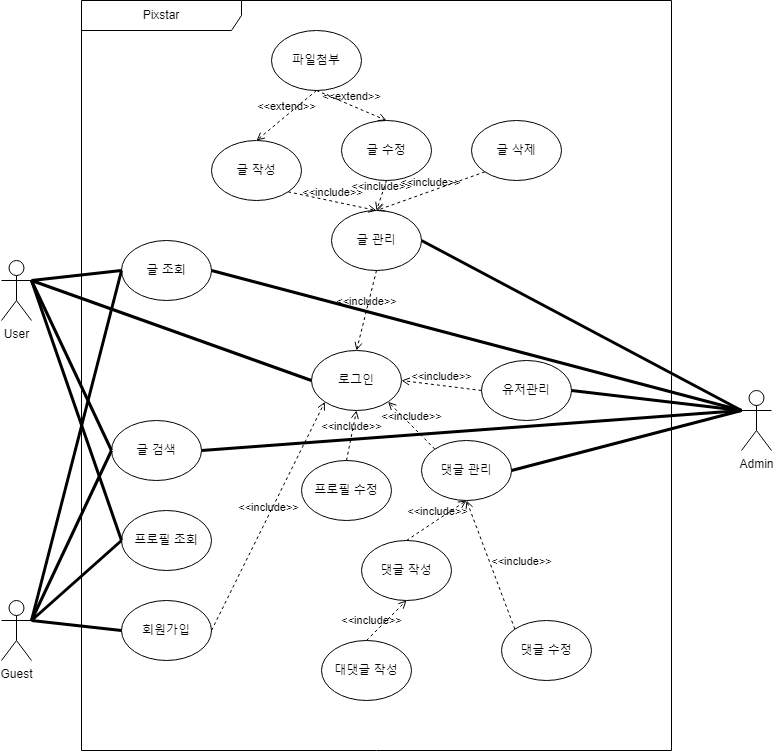 Pixstar
파일첨부
<<extend>>
<<extend>>
글 작성
글 수정
글 삭제
<<include>>
<<include>>
<<include>>
글 관리
글 조회
User
<<include>>
로그인
<<include>>
유저관리
Admin
<<include>>
<<include>>
글 검색
댓글 관리
프로필 수정
<<include>>
<<include>>
프로필 조회
<<include>>
댓글 작성
회원가입
<<include>>
댓글 수정
대댓글 작성
Guest